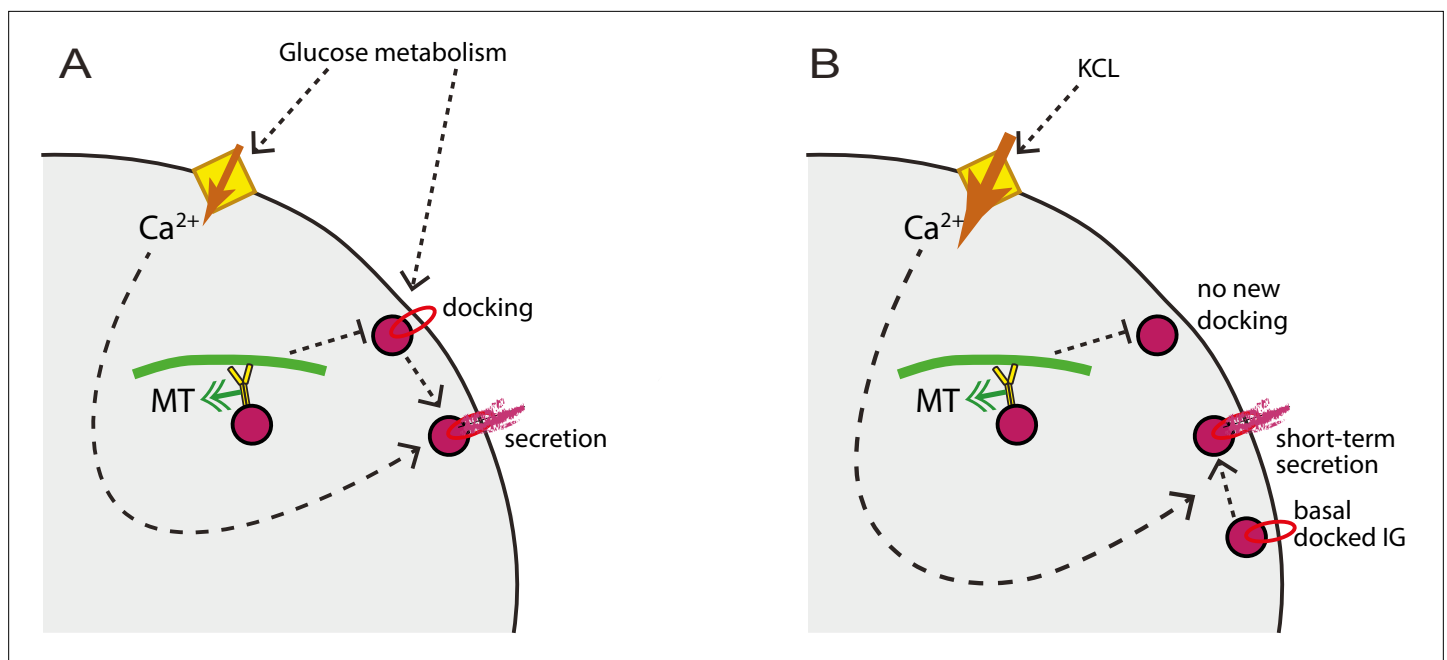 A
Glucose metabolism
Ca²⁺
docking
MT
secretion
B
KCL
Ca²⁺
no new
docking
MT
short-term
secretion
basal
docked IG